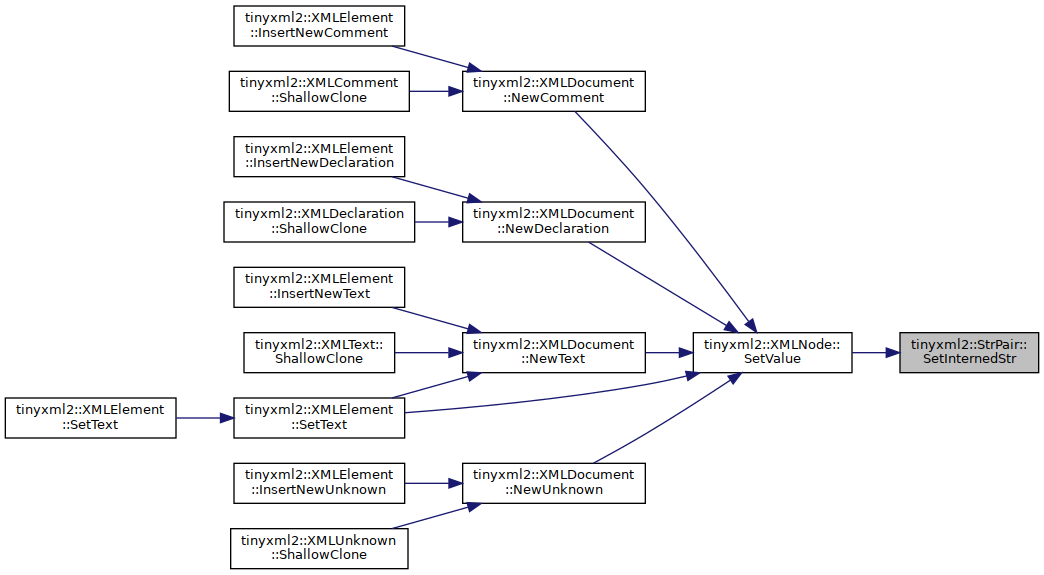 tinyxml2::XMLElement
::InsertNewComment
tinyxml2::XMLComment
::ShallowClone
tinyxml2::XMLDocument
::NewComment
tinyxml2::XMLElement
::InsertNewDeclaration
tinyxml2::XMLDeclaration
::ShallowClone
tinyxml2::XMLDocument
::NewDeclaration
tinyxml2::XMLElement
::InsertNewText
tinyxml2::XMLText::
ShallowClone
tinyxml2::XMLDocument
::NewText
tinyxml2::XMLNode::
SetValue
tinyxml2::StrPair::
SetInternedStr
tinyxml2::XMLElement
::SetText
tinyxml2::XMLElement
::SetText
tinyxml2::XMLElement
::InsertNewUnknown
tinyxml2::XMLDocument
::NewUnknown
tinyxml2::XMLUnknown
::ShallowClone